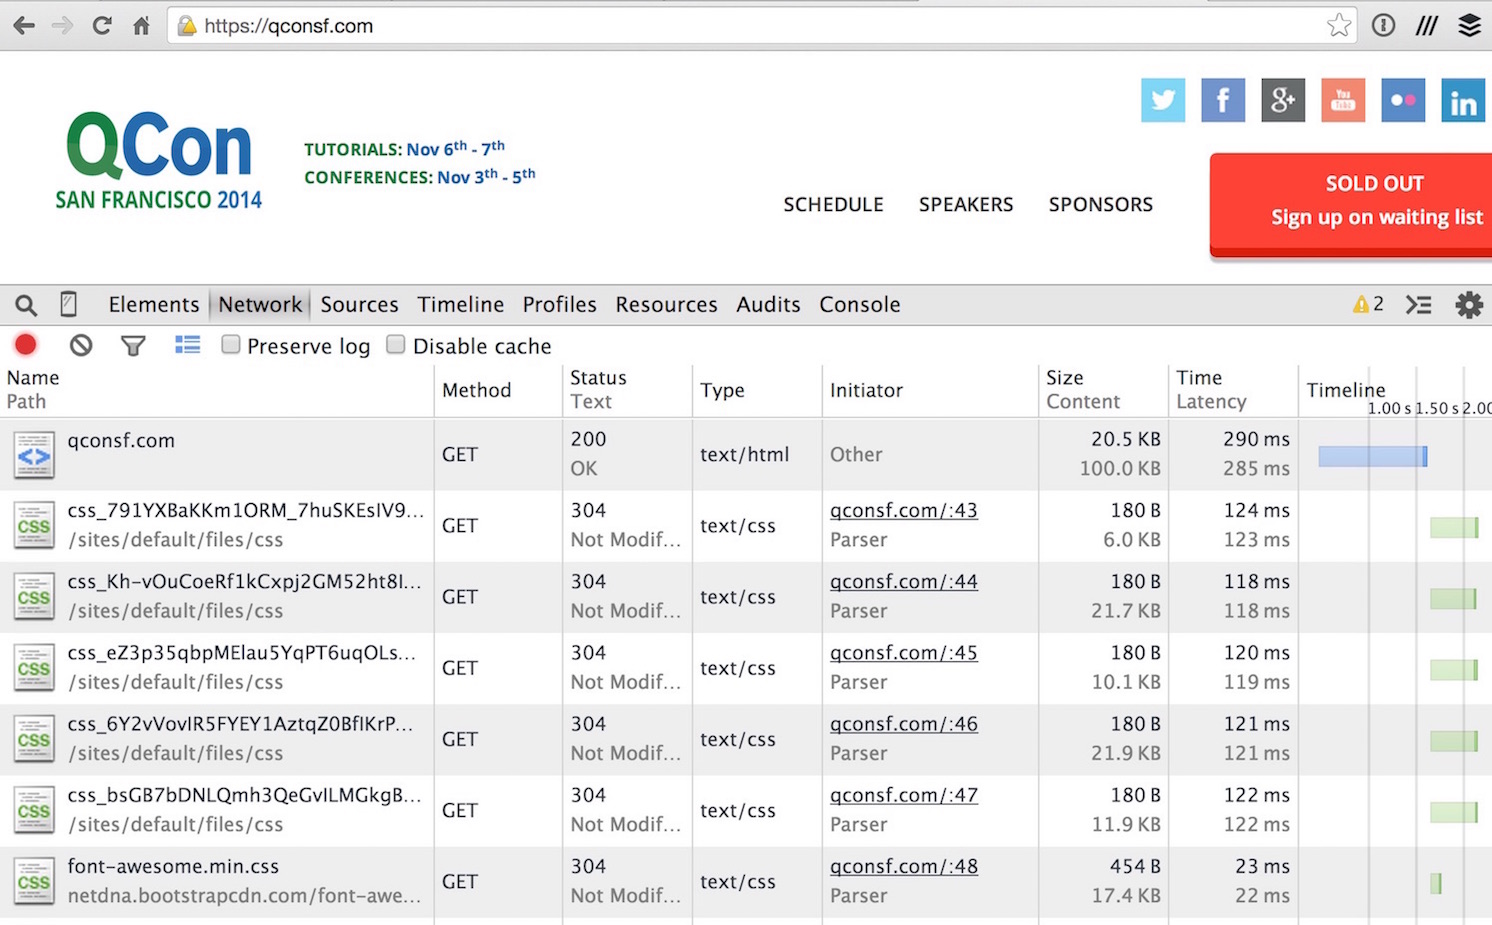 https://qconsf.com
QCon
SAN FRANCISCO 2014
TUTORIALS: Nov 6th - 7th
CONFERENCES: Nov 3th - 5th
SCHEDULE SPEAKERS SPONSORS
You Tube
in
SOLD OUT
Sign up on waiting list
Elements Network Sources Timeline Profiles Resources Audits Console 2
Preserve log Disable cache
Name Path Method Status Text Type Initiator Size Content Time Latency Timeline
1.00 s 1.50 s 2.00
qconsf.com GET 200 text/html Other 20.5 KB 290 ms
OK 100.0 KB 285 ms
css_791YXBaKKm1ORM_7huSKEsIV9... GET 304 text/css qconsf.com/:43 180 B 124 ms
/sites/default/files/css Not Modif... Parser 6.0 KB 123 ms
css_Kh-vOuCoeRf1kCxpj2GM52ht8I... GET 304 text/css qconsf.com/:44 180 B 118 ms
/sites/default/files/css Not Modif... Parser 21.7 KB 118 ms
css_eZ3p35qbpMElau5YqPT6uqOLs... GET 304 text/css qconsf.com/:45 180 B 120 ms
/sites/default/files/css Not Modif... Parser 10.1 KB 119 ms
css_6Y2vVovIR5FYEY1AztqZ0BfIKrP... GET 304 text/css qconsf.com/:46 180 B 121 ms
/sites/default/files/css Not Modif... Parser 21.9 KB 121 ms
css_bsGB7bDNLQmh3QeGvILMGkgB... GET 304 text/css qconsf.com/:47 180 B 122 ms
/sites/default/files/css Not Modif... Parser 11.9 KB 122 ms
font-awesome.min.css GET 304 text/css qconsf.com/:48 454 B 23 ms
netdna.bootstrapcdn.com/font-awe... Not Modif... Parser 17.4 KB 22 ms